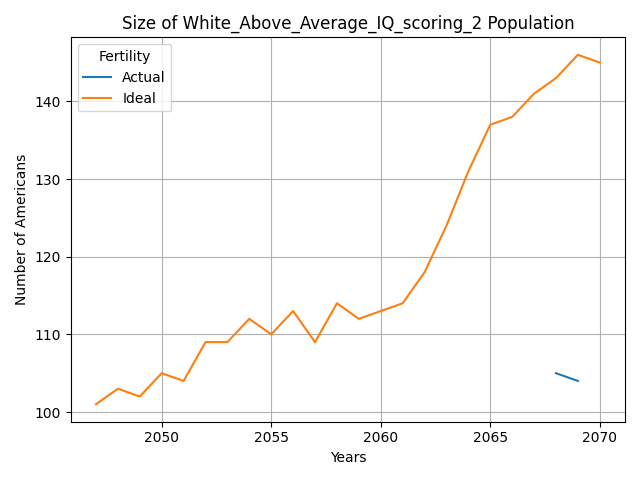 Size of White_Above_Average_IQ_scoring_2 Population
Fertility
Actual
Ideal
Number of Americans
140
130
120
110
100
2050
2055
2060
2065
2070
Years